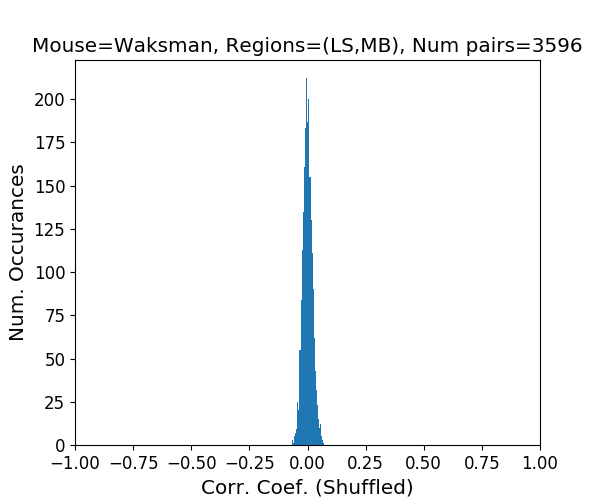 Mouse=Waksman, Regions=(LS,MB), Num pairs=3596
Num. Occurances
200
175
150
125
100
75
50
25
0
−1.00 −0.75 −0.50 −0.25 0.00 0.25 0.50 0.75 1.00
Corr. Coef. (Shuffled)